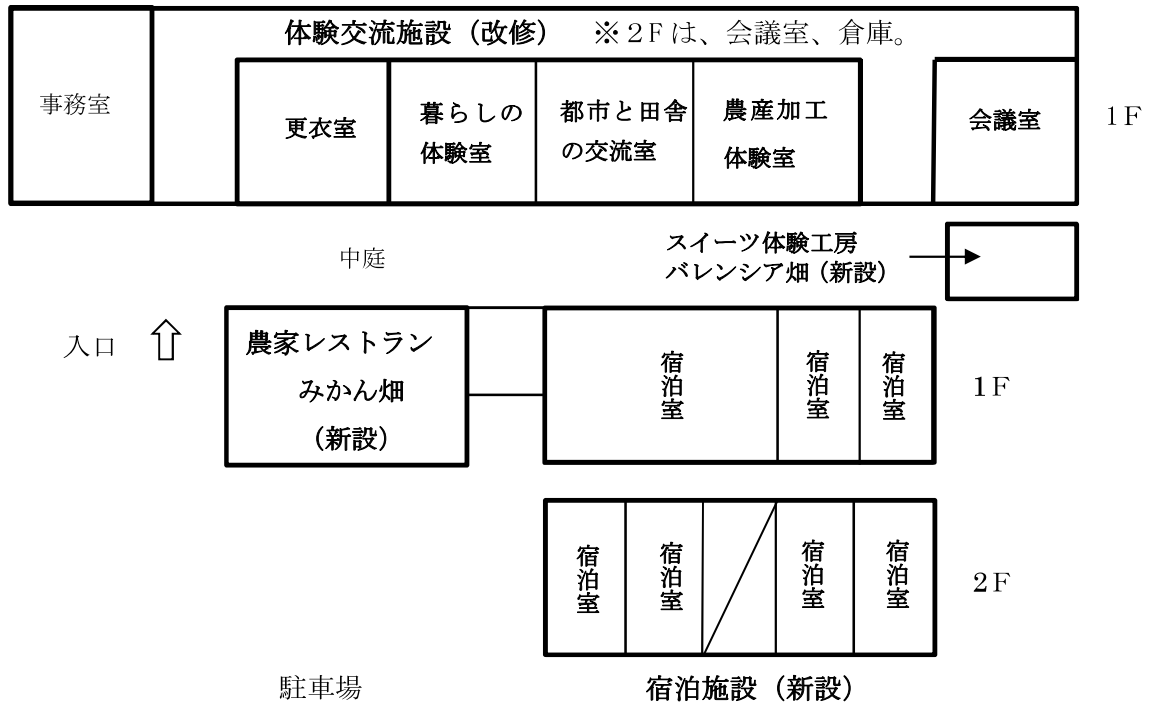 体験交流施設（改修）　※２Ｆは、会議室、倉庫。
事務室
更衣室
暮らしの
体験室
都市と田舎
の交流室
農産加工
体験室
会議室
１Ｆ
中庭
スイーツ体験工房
バレンシア畑（新設）
入口
農家レストラン
みかん畑
（新設）
宿泊室
宿泊室
宿泊室
１Ｆ
宿泊室
宿泊室
宿泊室
宿泊室
２Ｆ
駐車場
宿泊施設（新設）